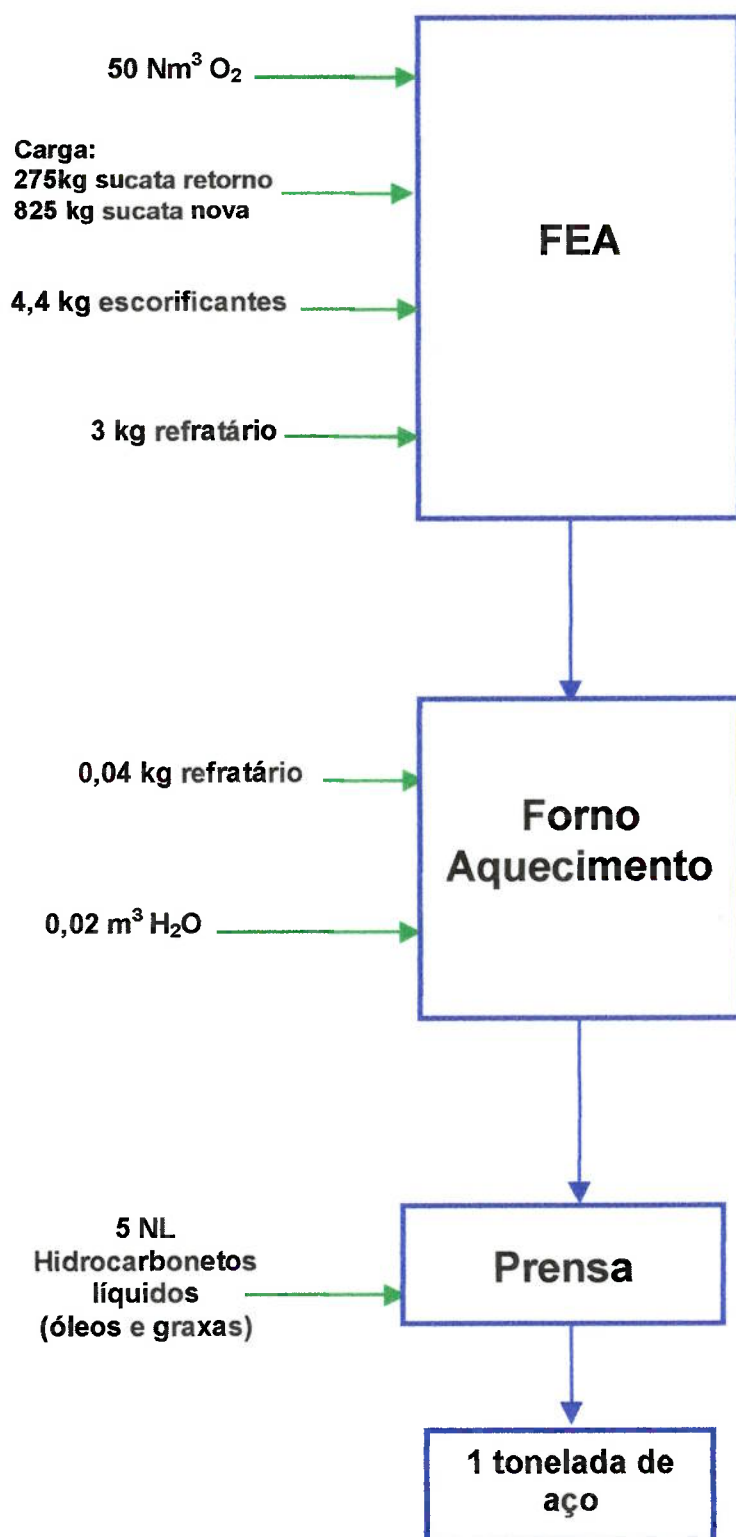 50 Nm³ O₂
Carga:
275kg sucata retorno
825 kg sucata nova
FEA
4,4 kg escorificantes
3 kg refratário
0,04 kg refratário
Forno
Aquecimento
0,02 m³ H₂O
5 NL
Hidrocarbonetos
líquidos
(óleos e graxas)
Prensa
1 tonelada de
aço